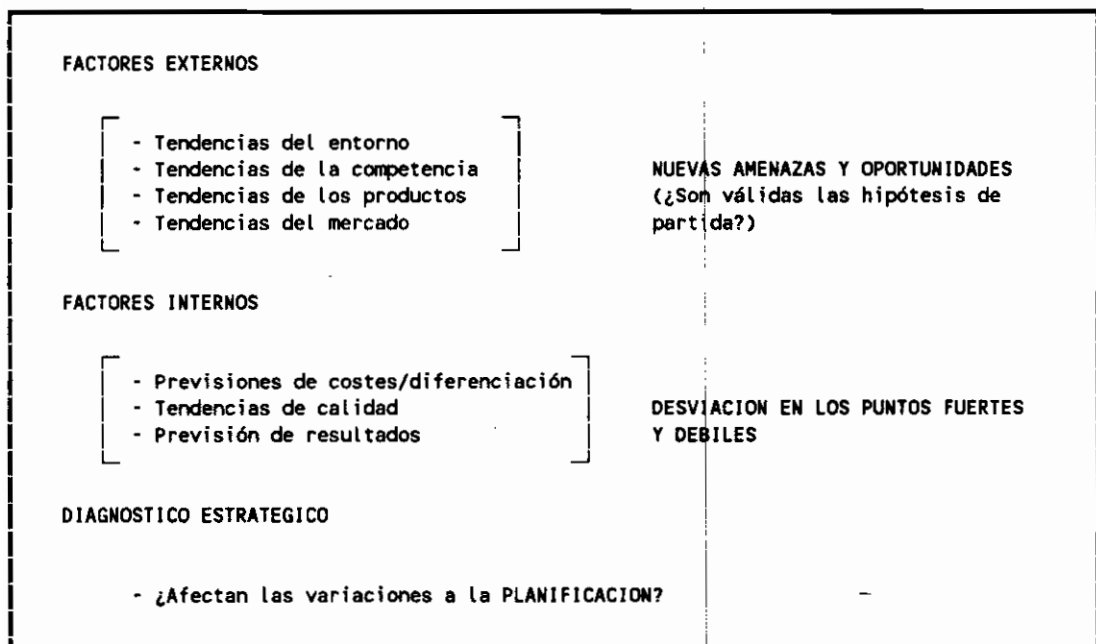 FACTORES EXTERNOS
- Tendencias del entorno
- Tendencias de la competencia
- Tendencias de los productos
- Tendencias del mercado
NUEVAS AMENAZAS Y OPORTUNIDADES
(¿Son válidas las hipótesis de
partida?)
FACTORES INTERNOS
- Previsiones de costes/diferenciación
- Tendencias de calidad
- Previsión de resultados
DESVIACION EN LOS PUNTOS FUERTES
Y DEBILES
DIAGNOSTICO ESTRATEGICO
- ¿Afectan las variaciones a la PLANIFICACION?